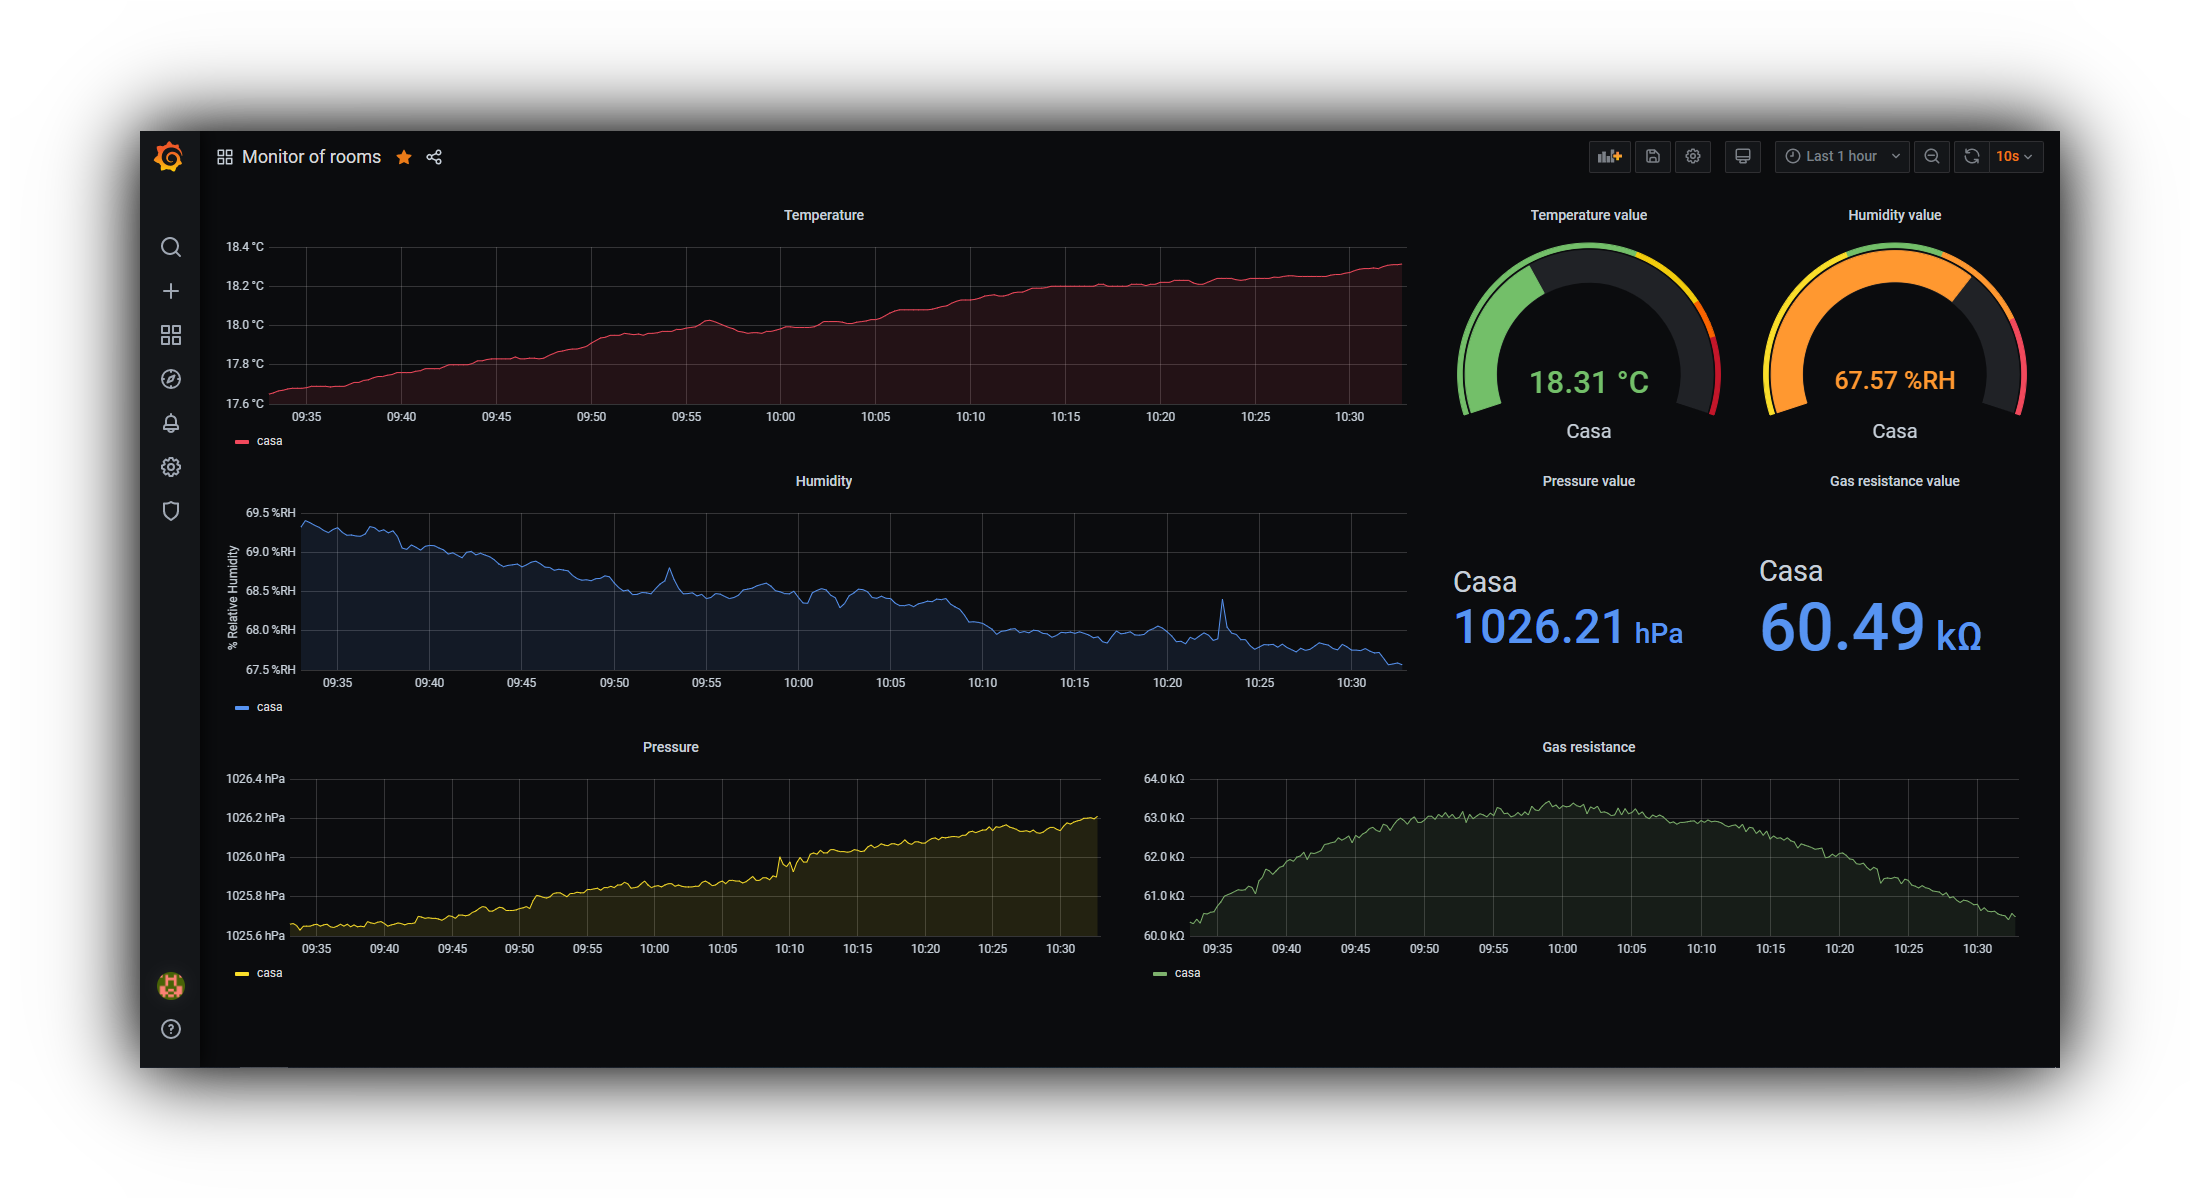 Monitor of rooms
Last 1 hour
10s
Temperature
18.4 °C
18.2 °C
18.0 °C
17.8 °C
17.6 °C
09:35 09:40 09:45 09:50 09:55 10:00 10:05 10:10 10:15 10:20 10:25 10:30
casa
Temperature value
18.31 °C
Casa
Humidity value
67.57 %RH
Casa
Humidity
% Relative Humidity
69.5 %RH
69.0 %RH
68.5 %RH
68.0 %RH
67.5 %RH
09:35 09:40 09:45 09:50 09:55 10:00 10:05 10:10 10:15 10:20 10:25 10:30
casa
Pressure value
Casa
1026.21 hPa
Gas resistance value
Casa
60.49 kΩ
Pressure
1026.4 hPa
1026.2 hPa
1026.0 hPa
1025.8 hPa
1025.6 hPa
09:35 09:40 09:45 09:50 09:55 10:00 10:05 10:10 10:15 10:20 10:25 10:30
casa
Gas resistance
64.0 kΩ
63.0 kΩ
62.0 kΩ
61.0 kΩ
60.0 kΩ
09:35 09:40 09:45 09:50 09:55 10:00 10:05 10:10 10:15 10:20 10:25 10:30
casa